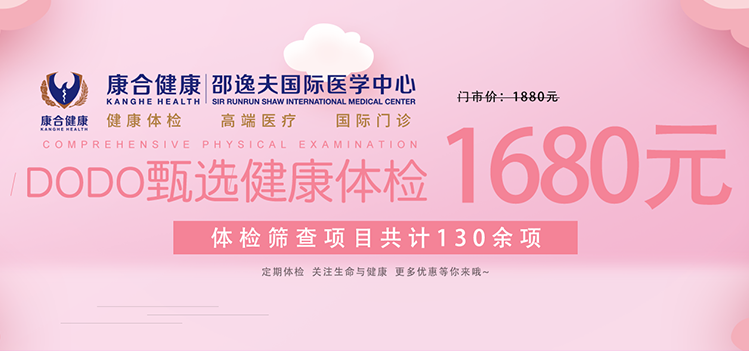 康合健康
KANGHE HEALTH
康合健康
KANGHE HEALTH
邵逸夫国际医学中心
SIR RUNRUN SHAW INTERNATIONAL MEDICAL CENTER
健康体检 高端医疗 国际门诊
门市价：1880元
COMPREHENSIVE PHYSICAL EXAMINATION
DODO甄选健康体检
1680元
体检筛查项目共计130余项
定期体检 关注生命与健康 更多优惠等你来哦~